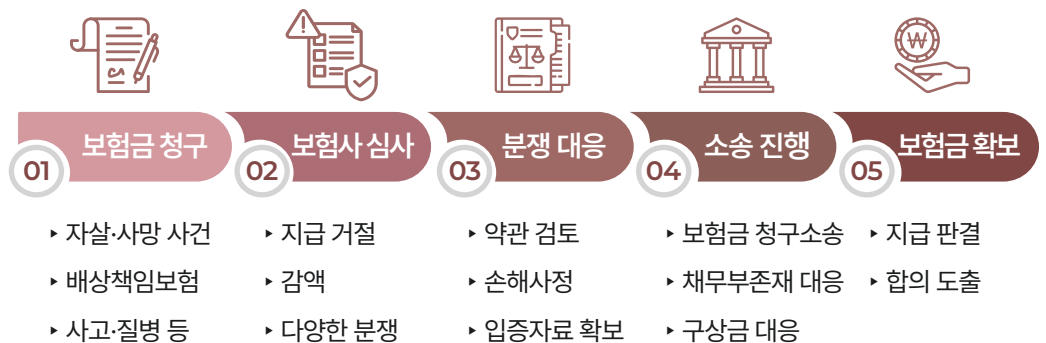 보험금 청구
01
▸ 자살·사망 사건
▸ 배상책임보험
▸ 사고·질병 등
보험사 심사
02
▸ 지급 거절
▸ 감액
▸ 다양한 분쟁
분쟁 대응
03
▸ 약관 검토
▸ 손해사정
▸ 입증자료 확보
소송 진행
04
▸ 보험금 청구소송
▸ 채무부존재 대응
▸ 구상금 대응
₩
보험금 확보
05
▸ 지급 판결
▸ 합의 도출